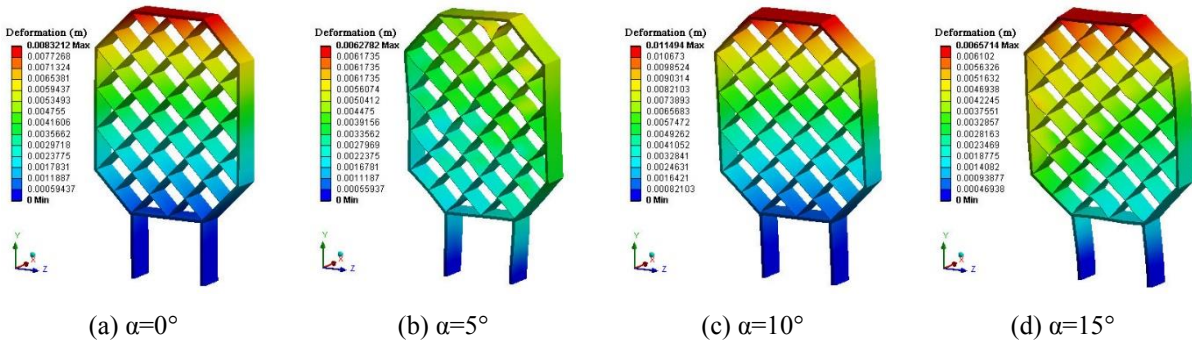 Deformation (m)
0.0083212 Max
0.0077268
0.0071324
0.0065381
0.0059437
0.0053493
0.004755
0.0041606
0.0035662
0.0029718
0.0023775
0.0017831
0.0011887
0.00059437
0 Min
Y
X
Z
(a) α=0°
Deformation (m)
0.0062782 Max
0.0061735
0.0061735
0.0061735
0.0056074
0.0050412
0.004475
0.0039156
0.0033562
0.0027969
0.0022375
0.0016781
0.0011187
0.00055937
0 Min
Y
X
Z
(b) α=5°
Deformation (m)
0.011494 Max
0.010673
0.0098524
0.0090314
0.0082103
0.0073893
0.0065683
0.0057472
0.0049262
0.0041052
0.0032841
0.0024631
0.0016421
0.00082103
0 Min
Y
X
Z
(c) α=10°
Deformation (m)
0.0065714 Max
0.006102
0.0056326
0.0051632
0.0046938
0.0042245
0.0037551
0.0032857
0.0028163
0.0023469
0.0018775
0.0014082
0.00093877
0.00046938
0 Min
Y
X
Z
(d) α=15°